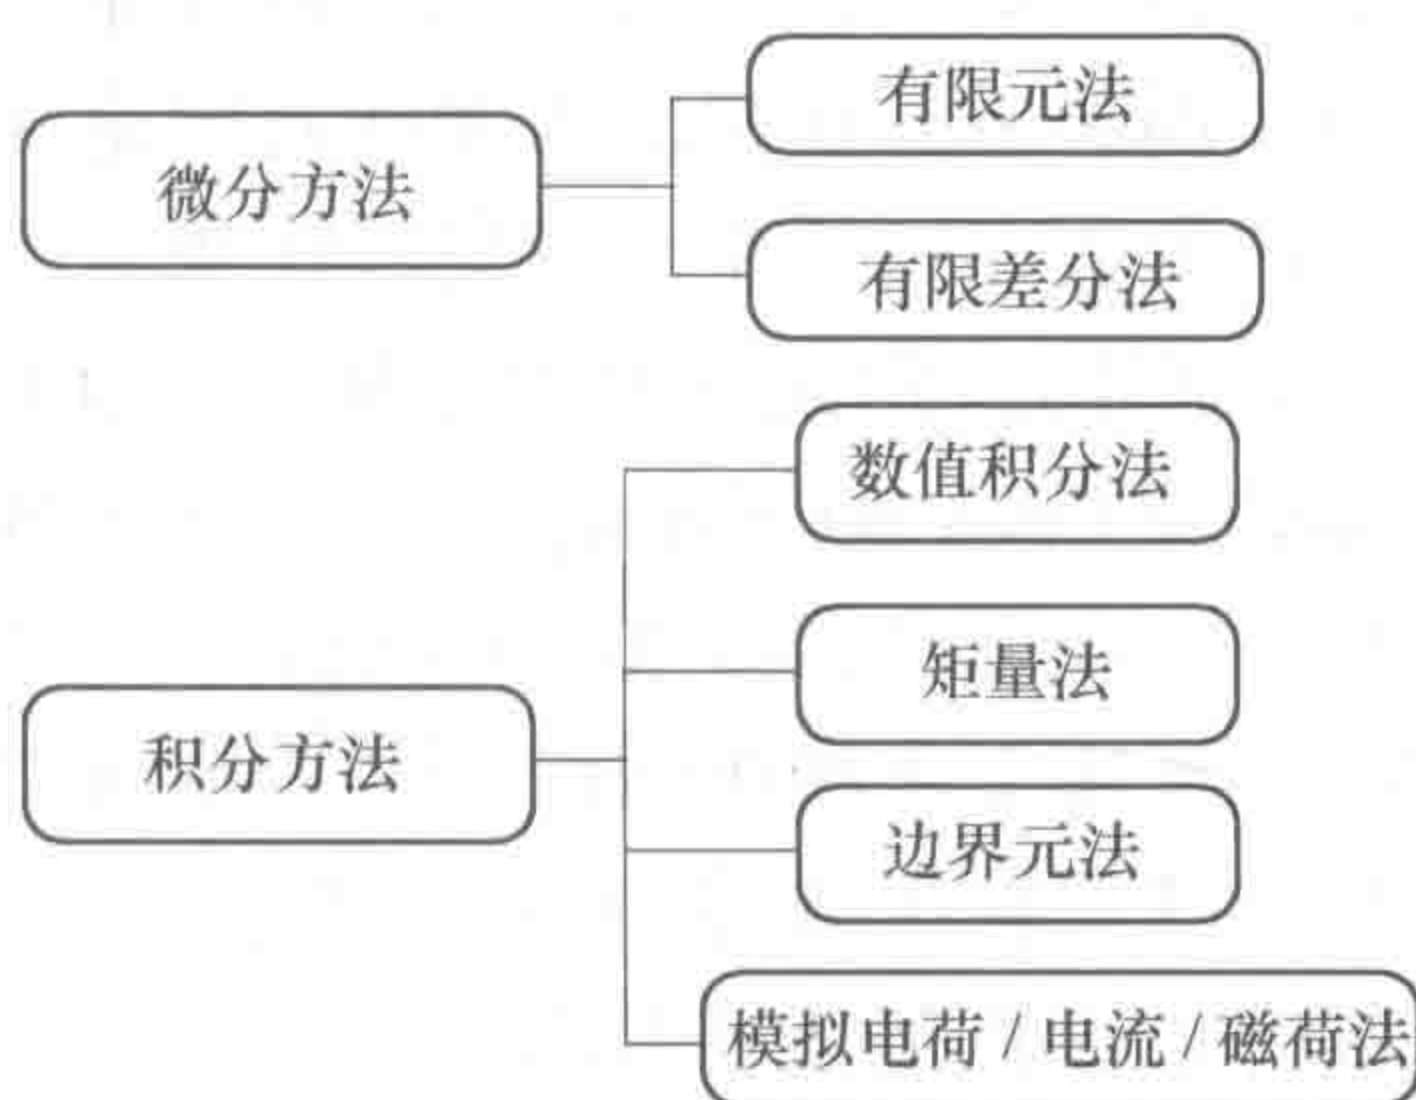 微分方法
有限元法
有限差分法
积分方法
数值积分法
矩量法
边界元法
模拟电荷/电流/磁荷法